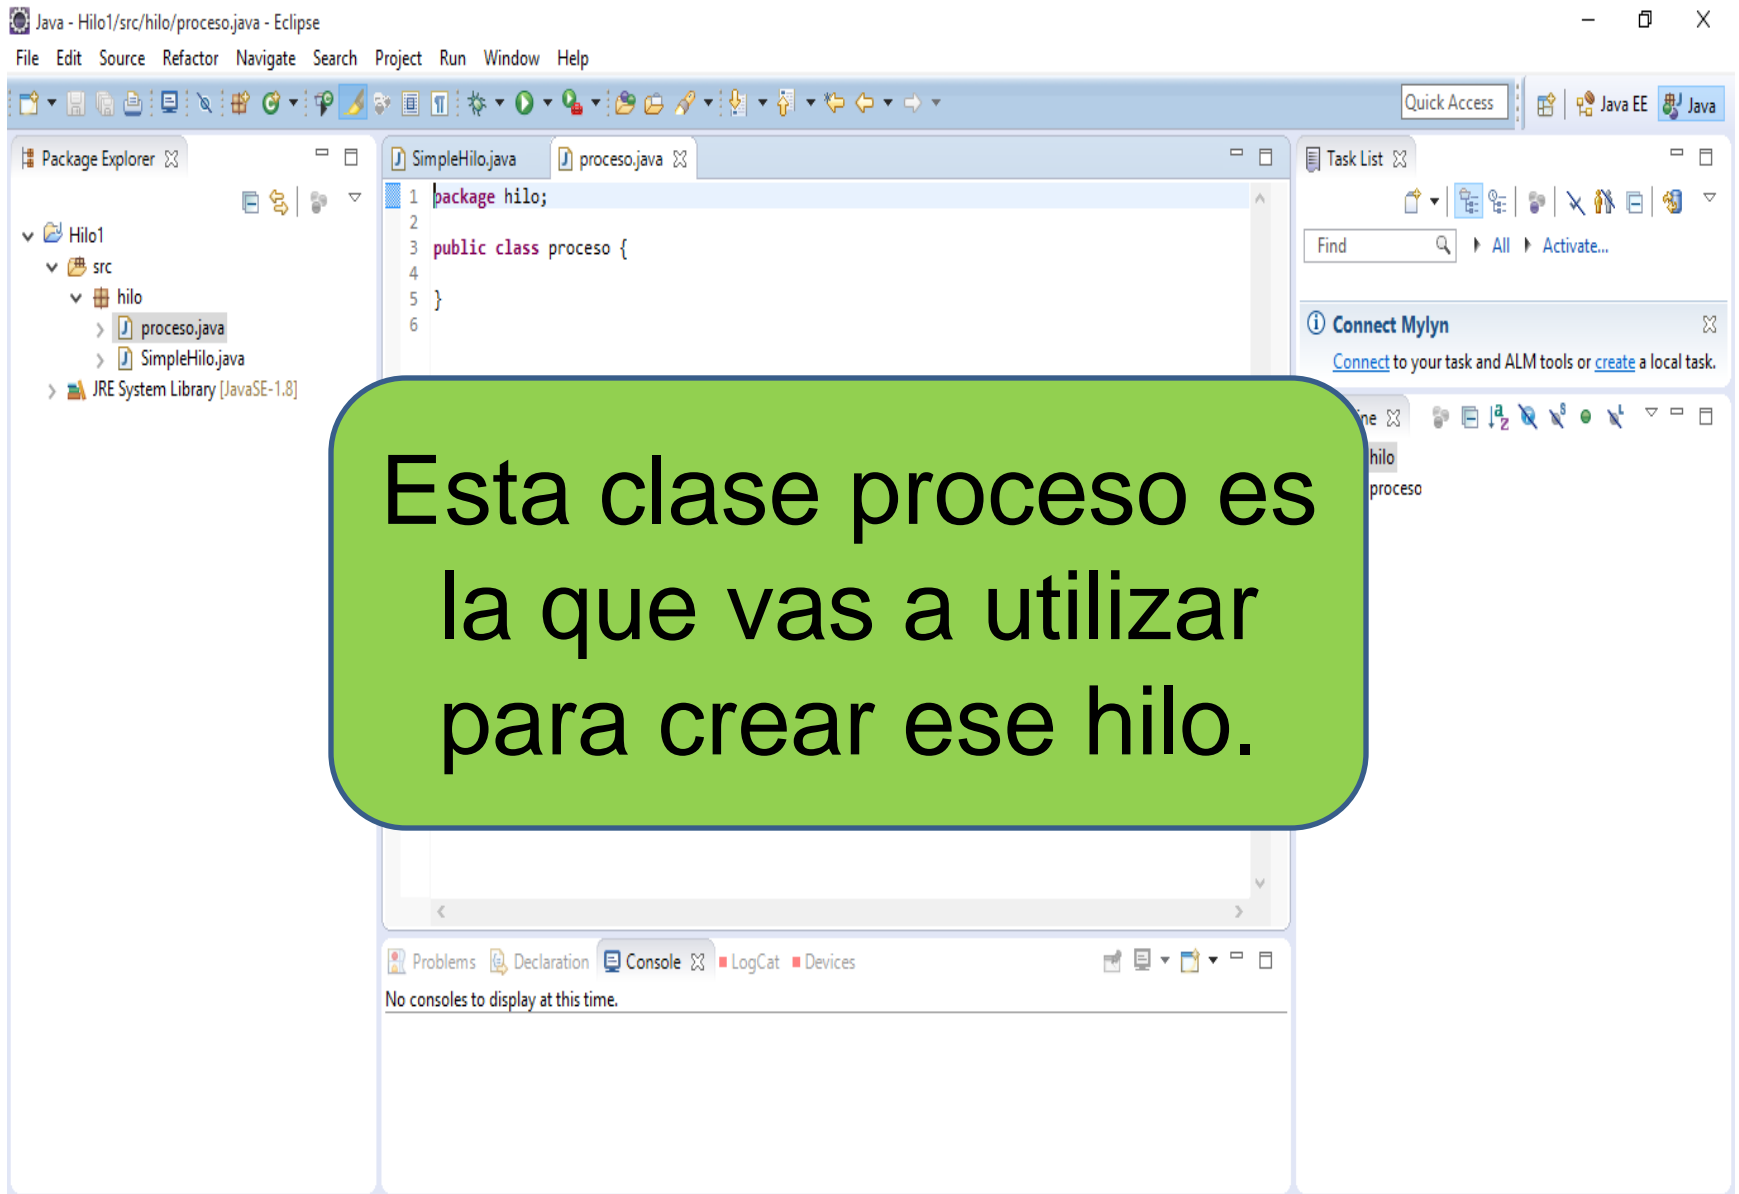 Java - Hilo1/src/hilo/proceso.java - Eclipse
File Edit Source Refactor Navigate Search Project Run Window Help
Quick Access Java EE Java
Package Explorer
Hilo1
src
hilo
proceso.java
SimpleHilo.java
JRE System Library [JavaSE-1.8]
SimpleHilo.java proceso.java
1 package hilo;
2
3 public class proceso {
4
5 }
6
Esta clase proceso es
la que vas a utilizar
para crear ese hilo.
Problems Declaration Console LogCat Devices
No consoles to display at this time.
Task List
Find All Activate...
Connect Mylyn
Connect to your task and ALM tools or create a local task.
hilo
proceso